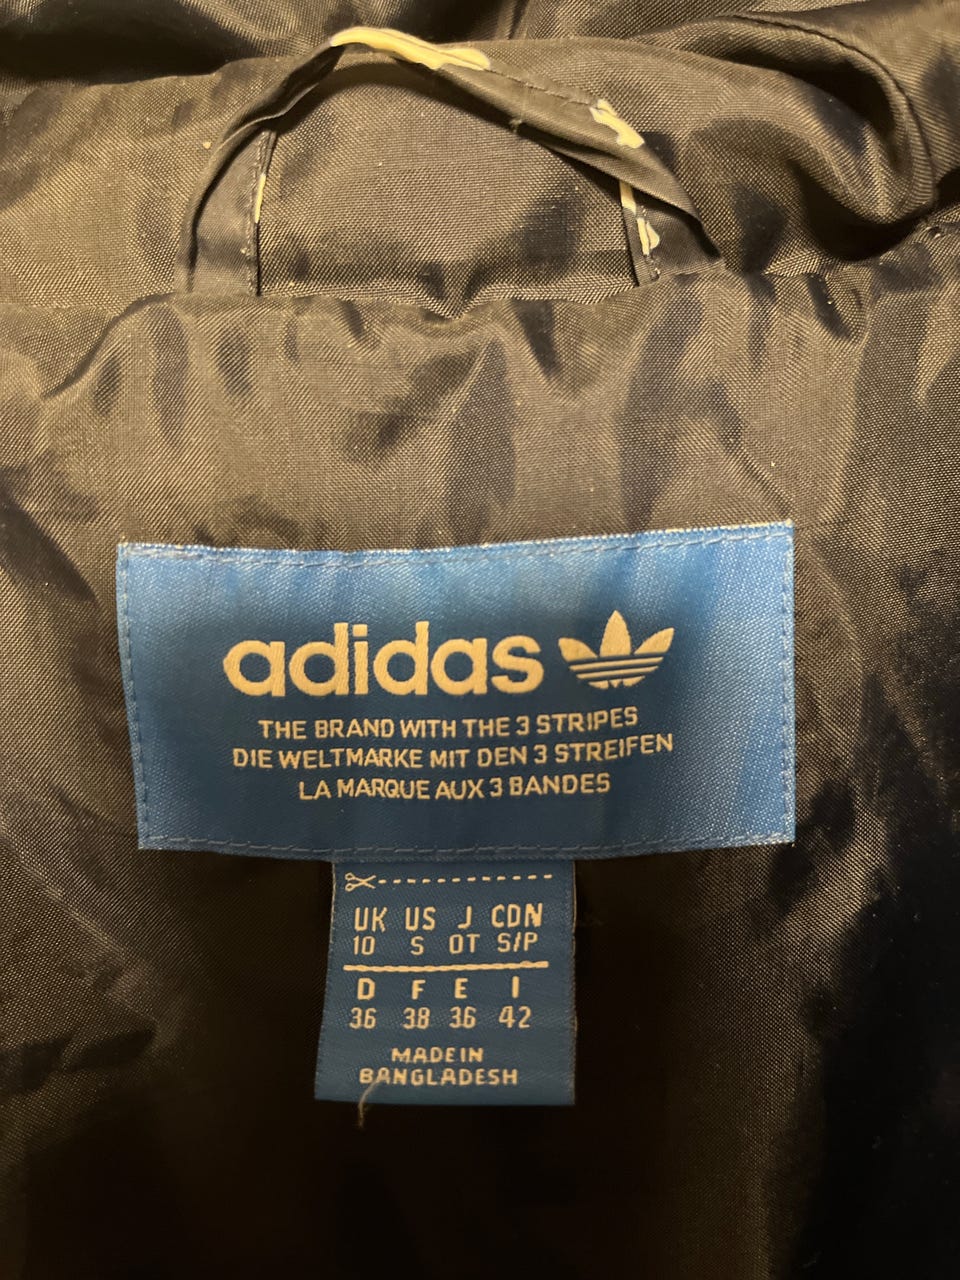 adidas
THE BRAND WITH THE 3 STRIPES
DIE WELTMARKE MIT DEN 3 STREIFEN
LA MARQUE AUX 3 BANDES
UK US J CDN
10 S OT S/P
D F E I
36 38 36 42
MADE IN
BANGLADESH